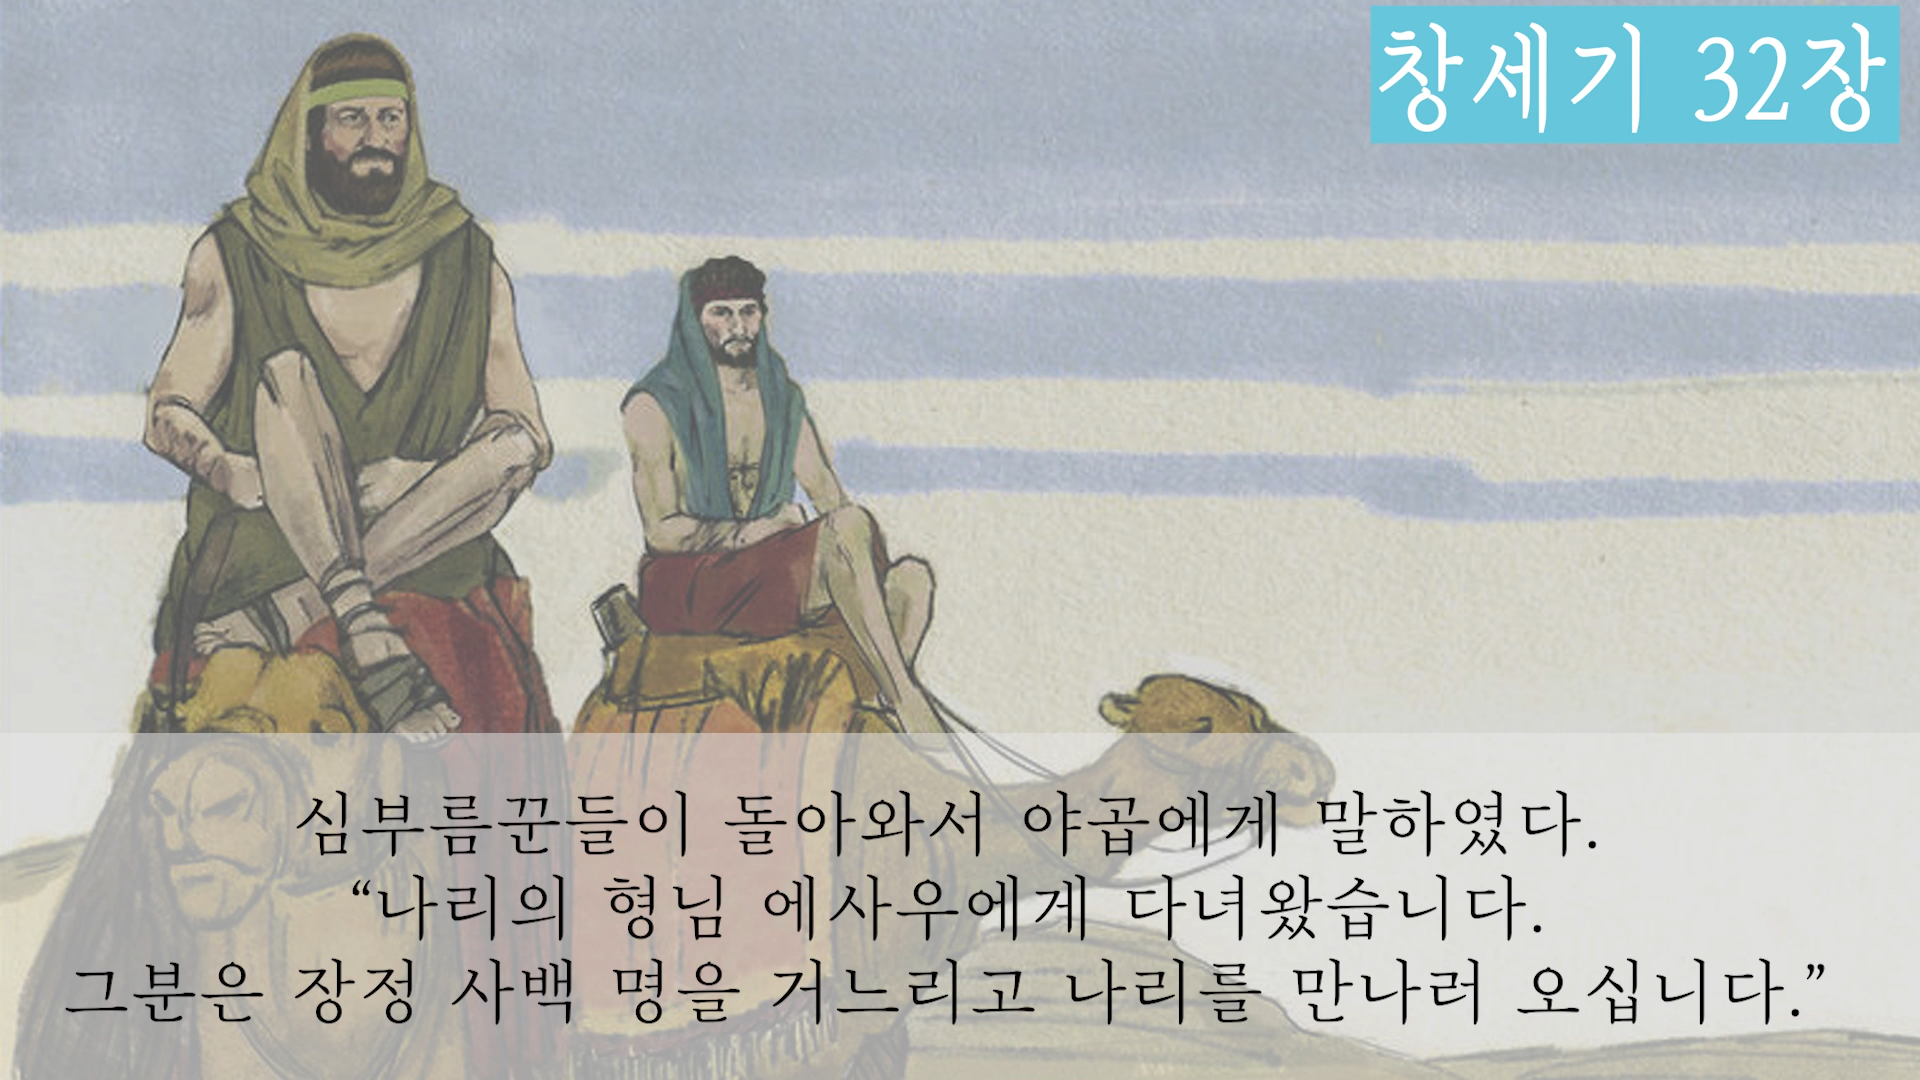 창세기 32장
심부름꾼들이 돌아와서 야곱에게 말하였다.
“나리의 형님 에사우에게 다녀왔습니다.
그분은 장정 사백 명을 거느리고 나리를 만나러 오십니다.”